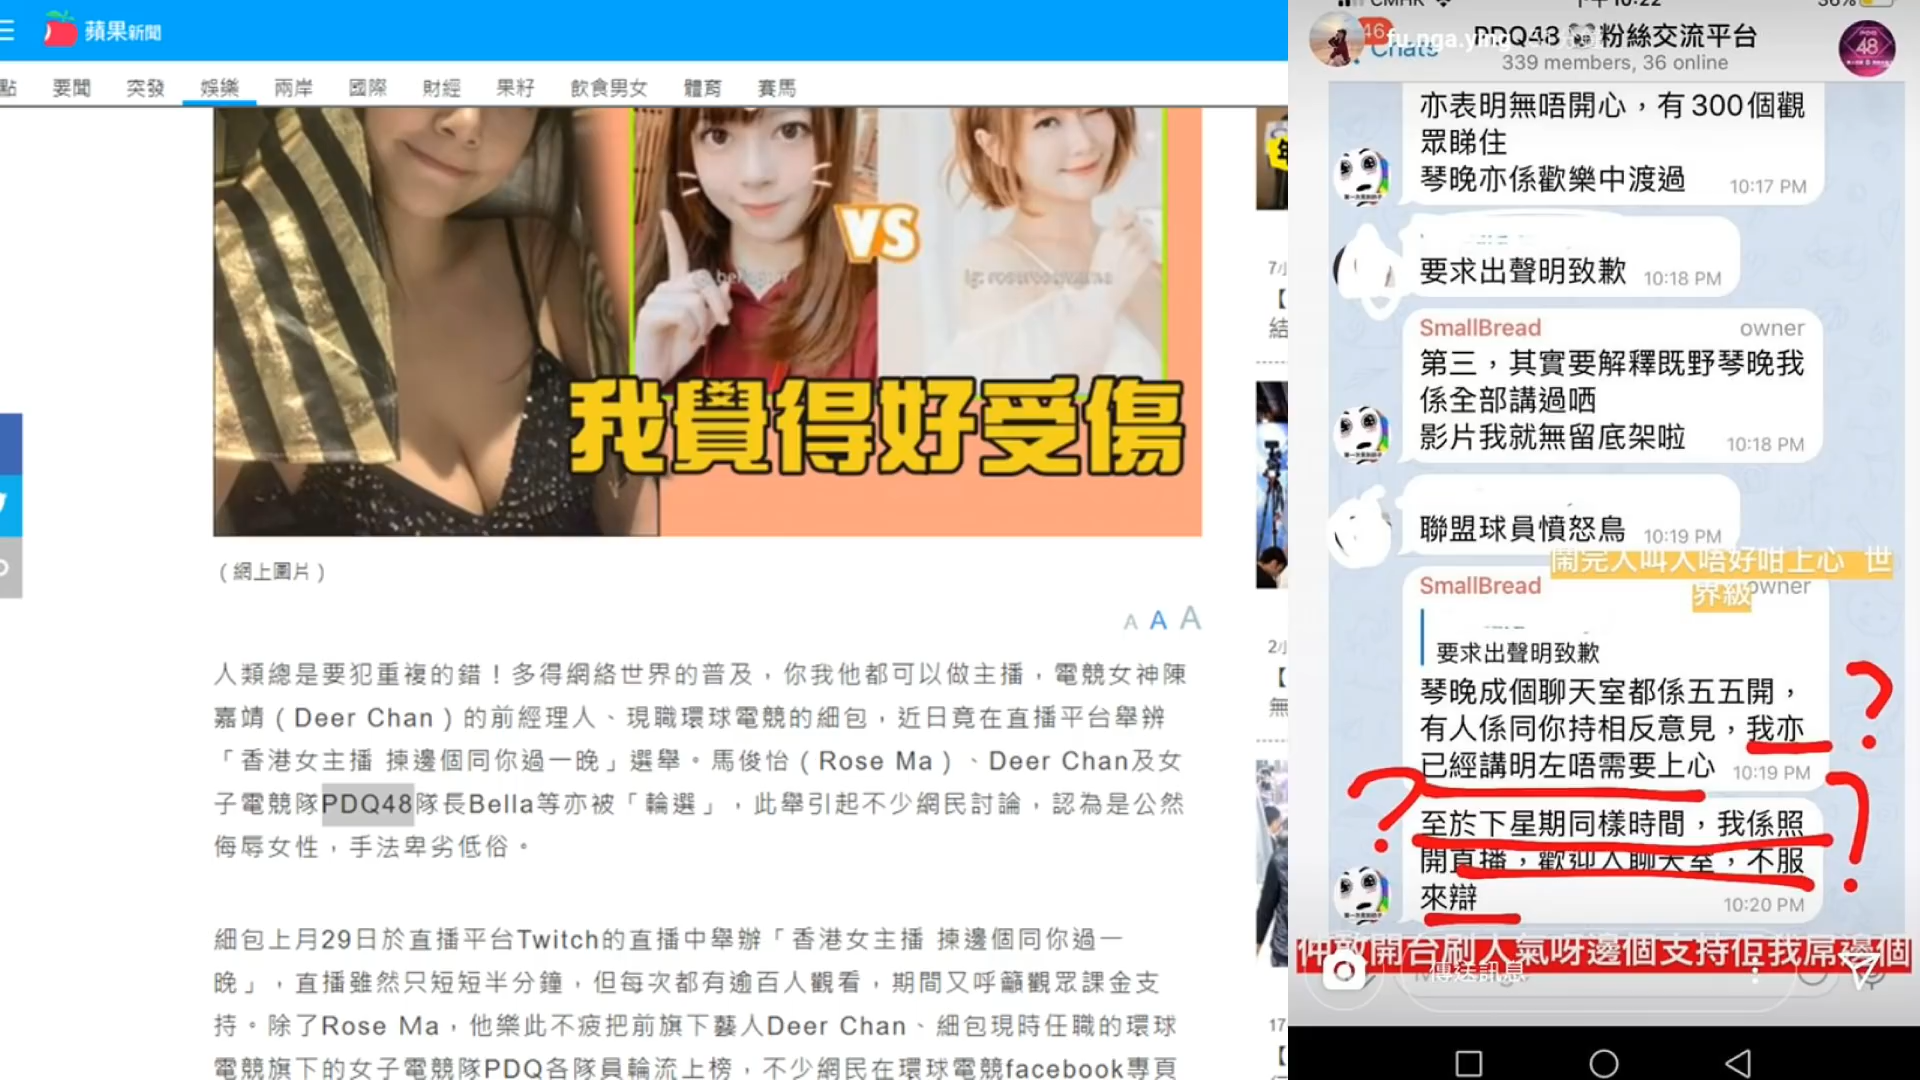 蘋果新聞
點 要聞 突發 娛樂 兩岸 國際 財經 果籽 飲食男女 體育 賽馬
VS
我覺得好受傷
(網上圖片)
A A A
人類總是要犯重複的錯！多得網絡世界的普及，你我他都可以做主播，電競女神陳
嘉靖（Deer Chan）的前經理人、現職環球電競的細包，近日竟在直播平台舉辦
「香港女主播 揀邊個同你過一晚」選舉。馬俊怡（Rose Ma）、Deer Chan及女
子電競隊PDQ48隊長Bella等亦被「輪選」，此舉引起不少網民討論，認為是公然
侮辱女性，手法卑劣低俗。
細包上月29日於直播平台Twitch的直播中舉辦「香港女主播 揀邊個同你過一
晚」，直播雖然只短短半分鐘，但每次都有逾百人觀看，期間又呼籲觀眾課金支
持。除了Rose Ma，他樂此不疲把前旗下藝人Deer Chan、細包現時任職的環球
電競旗下的女子電競隊PDQ各隊員輪流上榜，不少網民在環球電競facebook專頁
CMHK 下午10:22 36%
46
Chats
PDQ48 粉絲交流平台
339 members, 36 online
48
亦表明無唔開心，有300個觀
眾睇住
琴晚亦係歡樂中渡過 10:17 PM
要求出聲明致歉 10:18 PM
SmallBread owner
第三，其實要解釋既野琴晚我
係全部講過哂
影片我就無留底架啦 10:18 PM
聯盟球員憤怒鳥 10:19 PM
鬧完人叫人唔好咁上心 世
界級
SmallBread owner
要求出聲明致歉
琴晚成個聊天室都係五五開，
有人係同你持相反意見，我亦
已經講明左唔需要上心 10:19 PM
至於下星期同樣時間，我係照
開直播，歡迎入聊天室，不服
來辯 10:20 PM
仲敢開台刷人氣呀邊個支持佢我屌邊個
傳送訊息